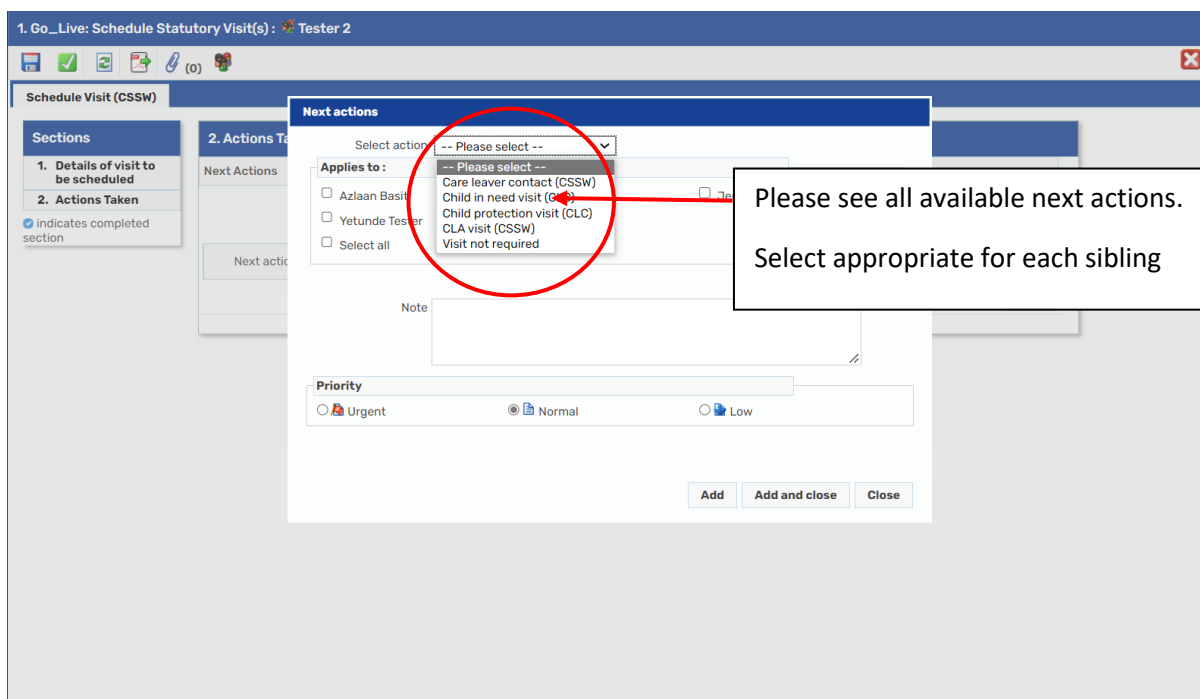 1. Go_Live: Schedule Statutory Visit(s) : Tester 2
(0)
Schedule Visit (CSSW)
Sections
1. Details of visit to be scheduled
2. Actions Taken
indicates completed section
2. Actions Ta
Next Actions
Next actio
Next actions
Select action
-- Please select --
-- Please select --
Care leaver contact (CSSW)
Child in need visit
Child protection visit (CLC)
CLA visit (CSSW)
Visit not required
Applies to :
Azlaan Basit
Yetunde Tester
Select all
Note
Priority
Urgent
Normal
Low
Add
Add and close
Close
Please see all available next actions.
Select appropriate for each sibling